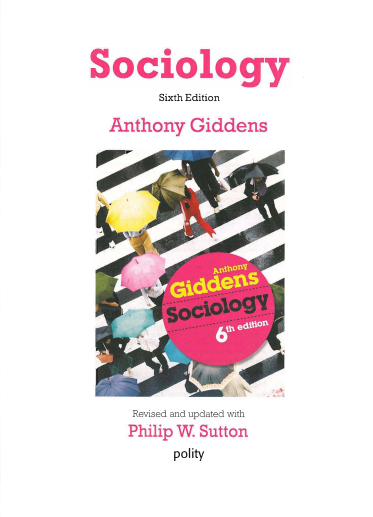 Sociology
Sixth Edition
Anthony Giddens
Anthony
Giddens
Sociology
6th edition
Revised and updated with
Philip W. Sutton
polity